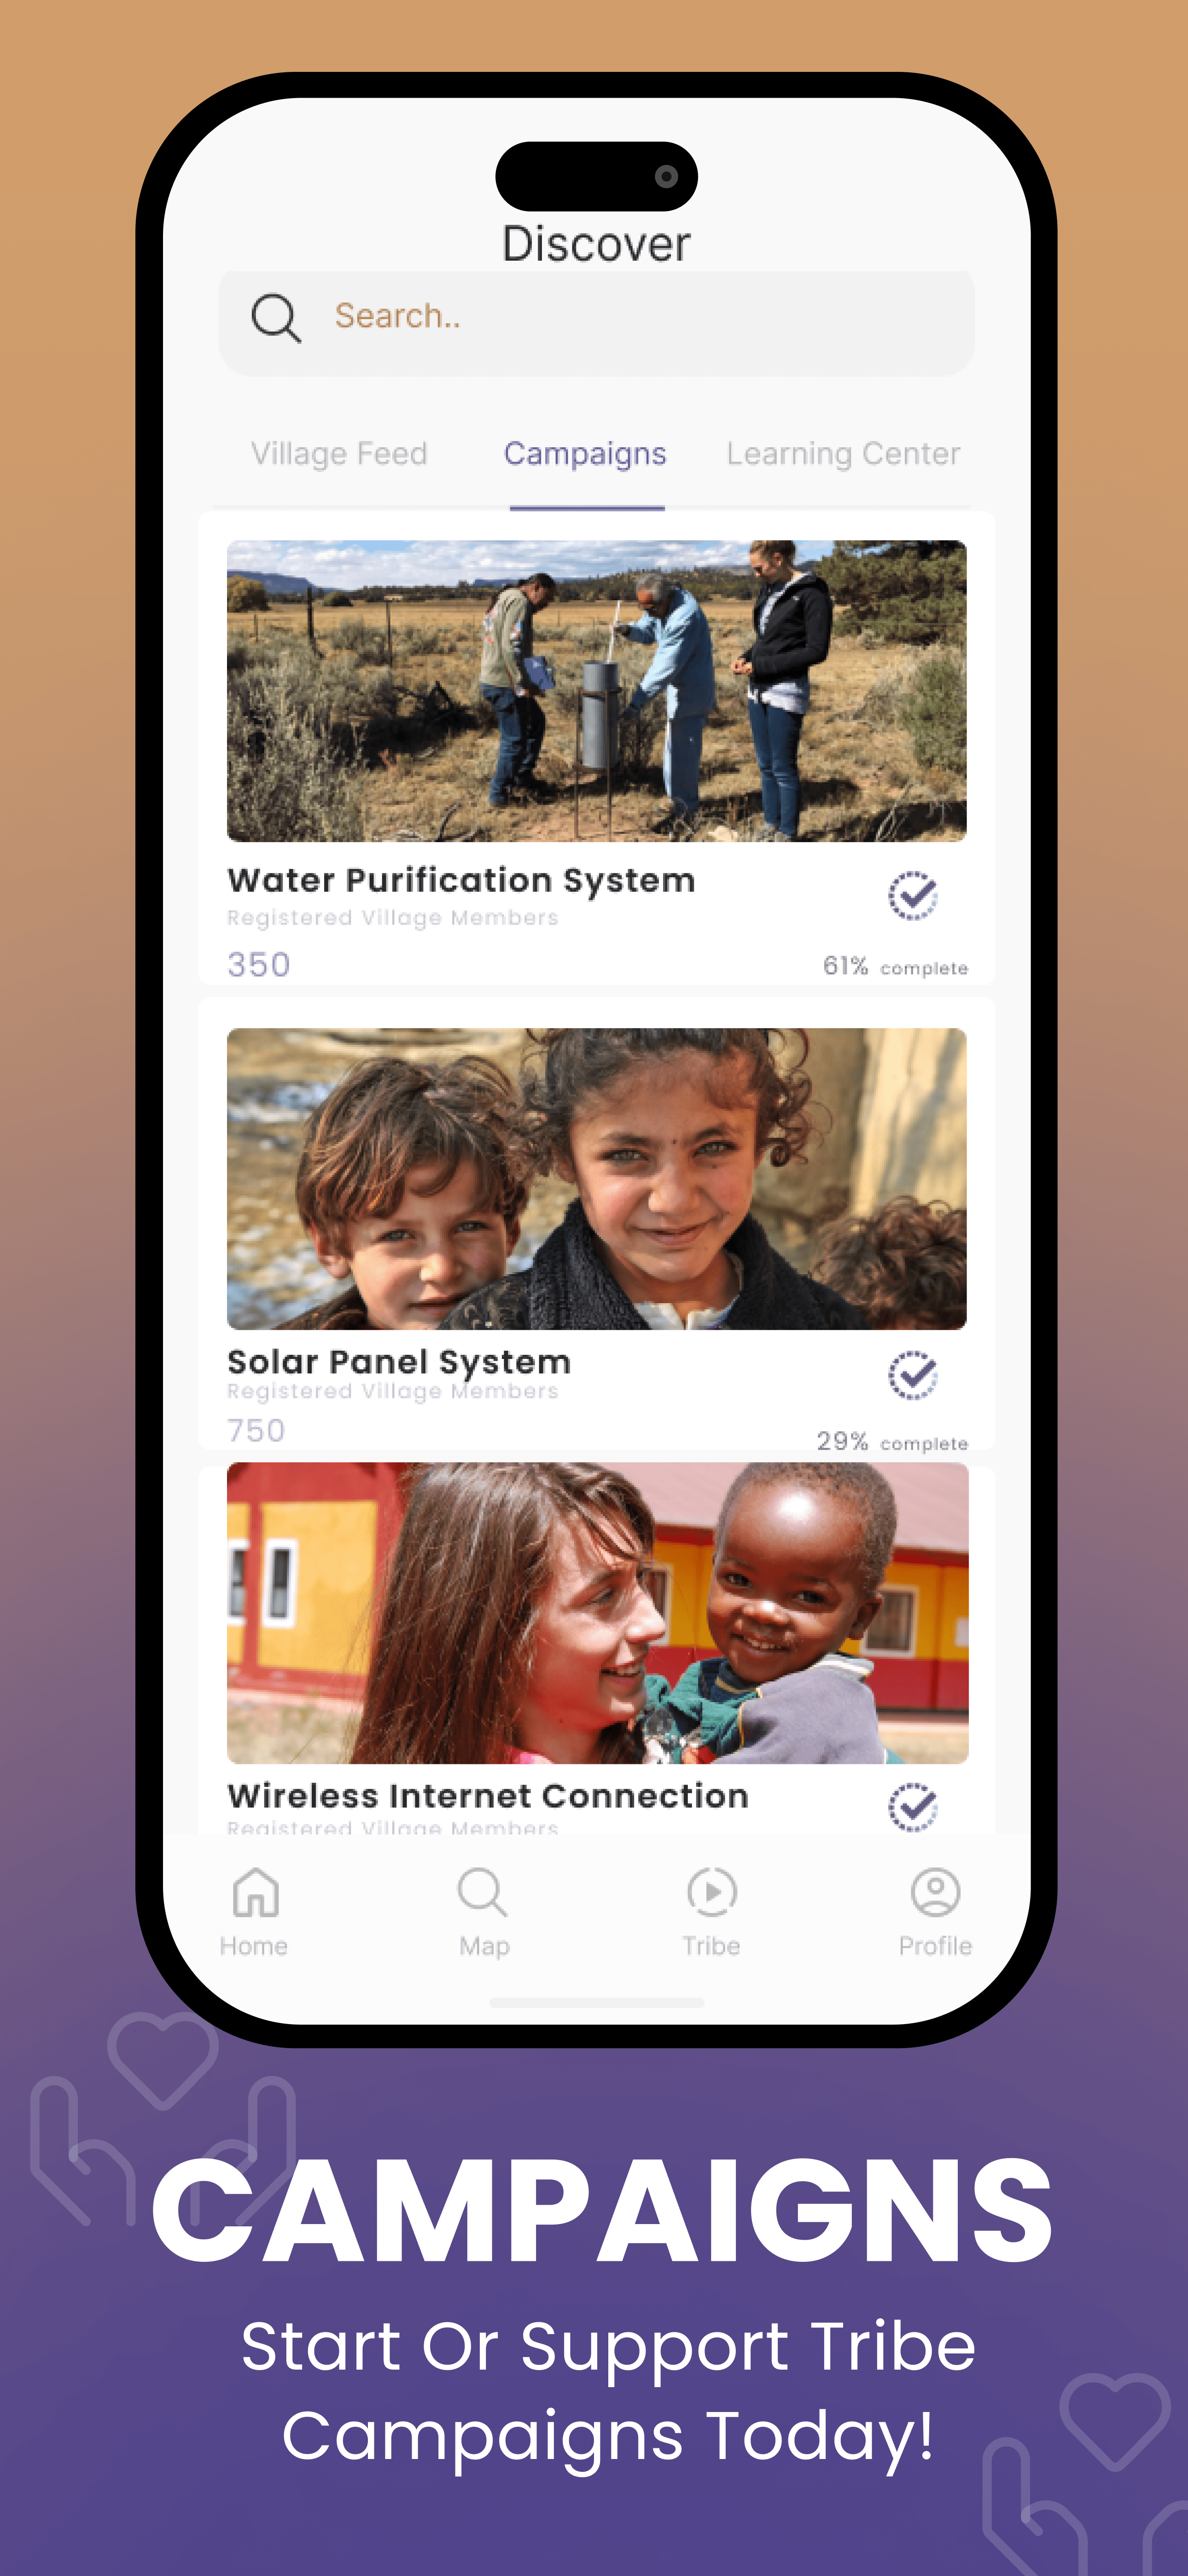 Discover
Search..
Village Feed Campaigns Learning Center
Water Purification System
Registered Village Members
350
61% complete
Solar Panel System
Registered Village Members
750
29% complete
Wireless Internet Connection
Registered Village Members
Home Map Tribe Profile
CAMPAIGNS
Start Or Support Tribe
Campaigns Today!